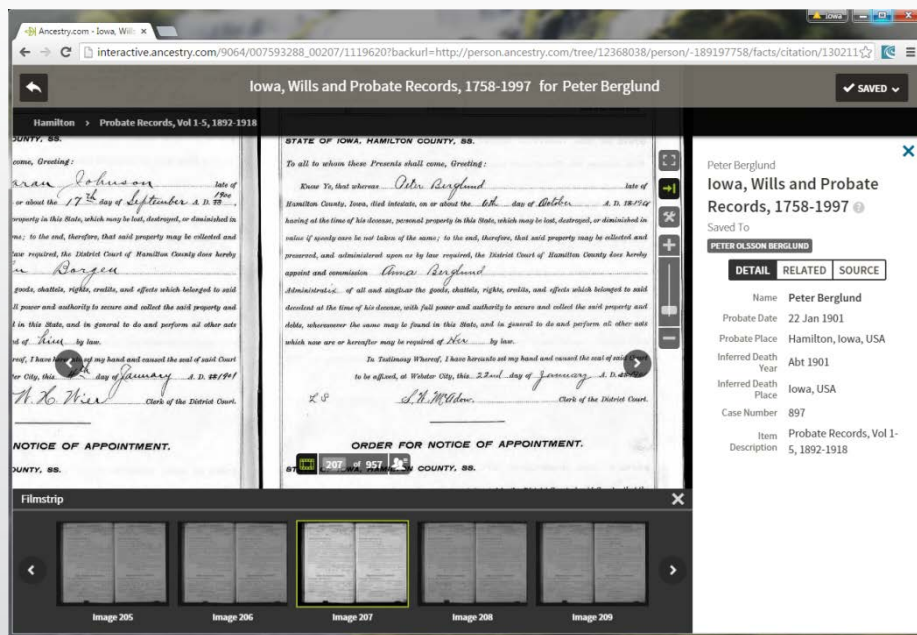 Ancestry.com - Iowa, Will
Iowa
interactive.ancestry.com/9064/007593288_00207/1119620?backurl=http://person.ancestry.com/tree/12368038/person/-189197758/facts/citation/130211
Iowa, Wills and Probate Records, 1758-1997 for Peter Berglund
SAVED
Hamilton > Probate Records, Vol 1-5, 1892-1918
OUNTY, SS.
come, Greeting:
Johnson late of
or about the 17th day of September A. D. 1900
property in this State, which may be lost, destroyed, or diminished in
me; to the end, therefore, that said property may be collected and
law required, the District Court of Hamilton County does hereby
Borgen
goods, chattels, rights, credits, and effects which belonged to said
ll power and authority to secure and collect the said property and
d in this State, and in general to do and perform all other acts
d of him by law.
reof, I have hereunto set my hand and caused the seal of said Court
ter City, this day of January A. D. 1901
W. H. Wier Clerk of the District Court.
NOTICE OF APPOINTMENT.
OUNTY, SS.
STATE OF IOWA, HAMILTON COUNTY, SS.
To all to whom these Presents shall come, Greeting:
Know Ye, that whereas Peter Berglund late of
Hamilton County, Iowa, died intestate, on or about the 6th day of October A. D.
having at the time of his decease, personal property in this State, which may be lost, destroyed, or diminished in
value if speedy care be not taken of the same; to the end, therefore, that said property may be collected and
preserved, and administered upon as by law required, the District Court of Hamilton County does hereby
appoint and commission Anna Berglund
Administratrix of all and singular the goods, chattels, rights, credits, and effects which belonged to said
decedent at the time of his decease, with full power and authority to secure and collect the said property and
debts, wheresoever the same may be found in this State, and in general to do and perform all other acts
which now are or hereafter may be required of Her by law.
In Testimony Whereof, I have hereunto set my hand and caused the seal of said Court
to be affixed, at Webster City, this 22nd day of January A. D.
L S S. W. McAdow. Clerk of the District Court.
ORDER FOR NOTICE OF APPOINTMENT.
COUNTY, SS.
207 of 957
Filmstrip
Image 205
Image 206
Image 207
Image 208
Image 209
Peter Berglund
Iowa, Wills and Probate
Records, 1758-1997
Saved To
PETER OLSSON BERGLUND
DETAIL RELATED SOURCE
Name Peter Berglund
Probate Date 22 Jan 1901
Probate Place Hamilton, Iowa, USA
Inferred Death Year Abt 1901
Inferred Death Place Iowa, USA
Case Number 897
Item Description Probate Records, Vol 1-
5, 1892-1918